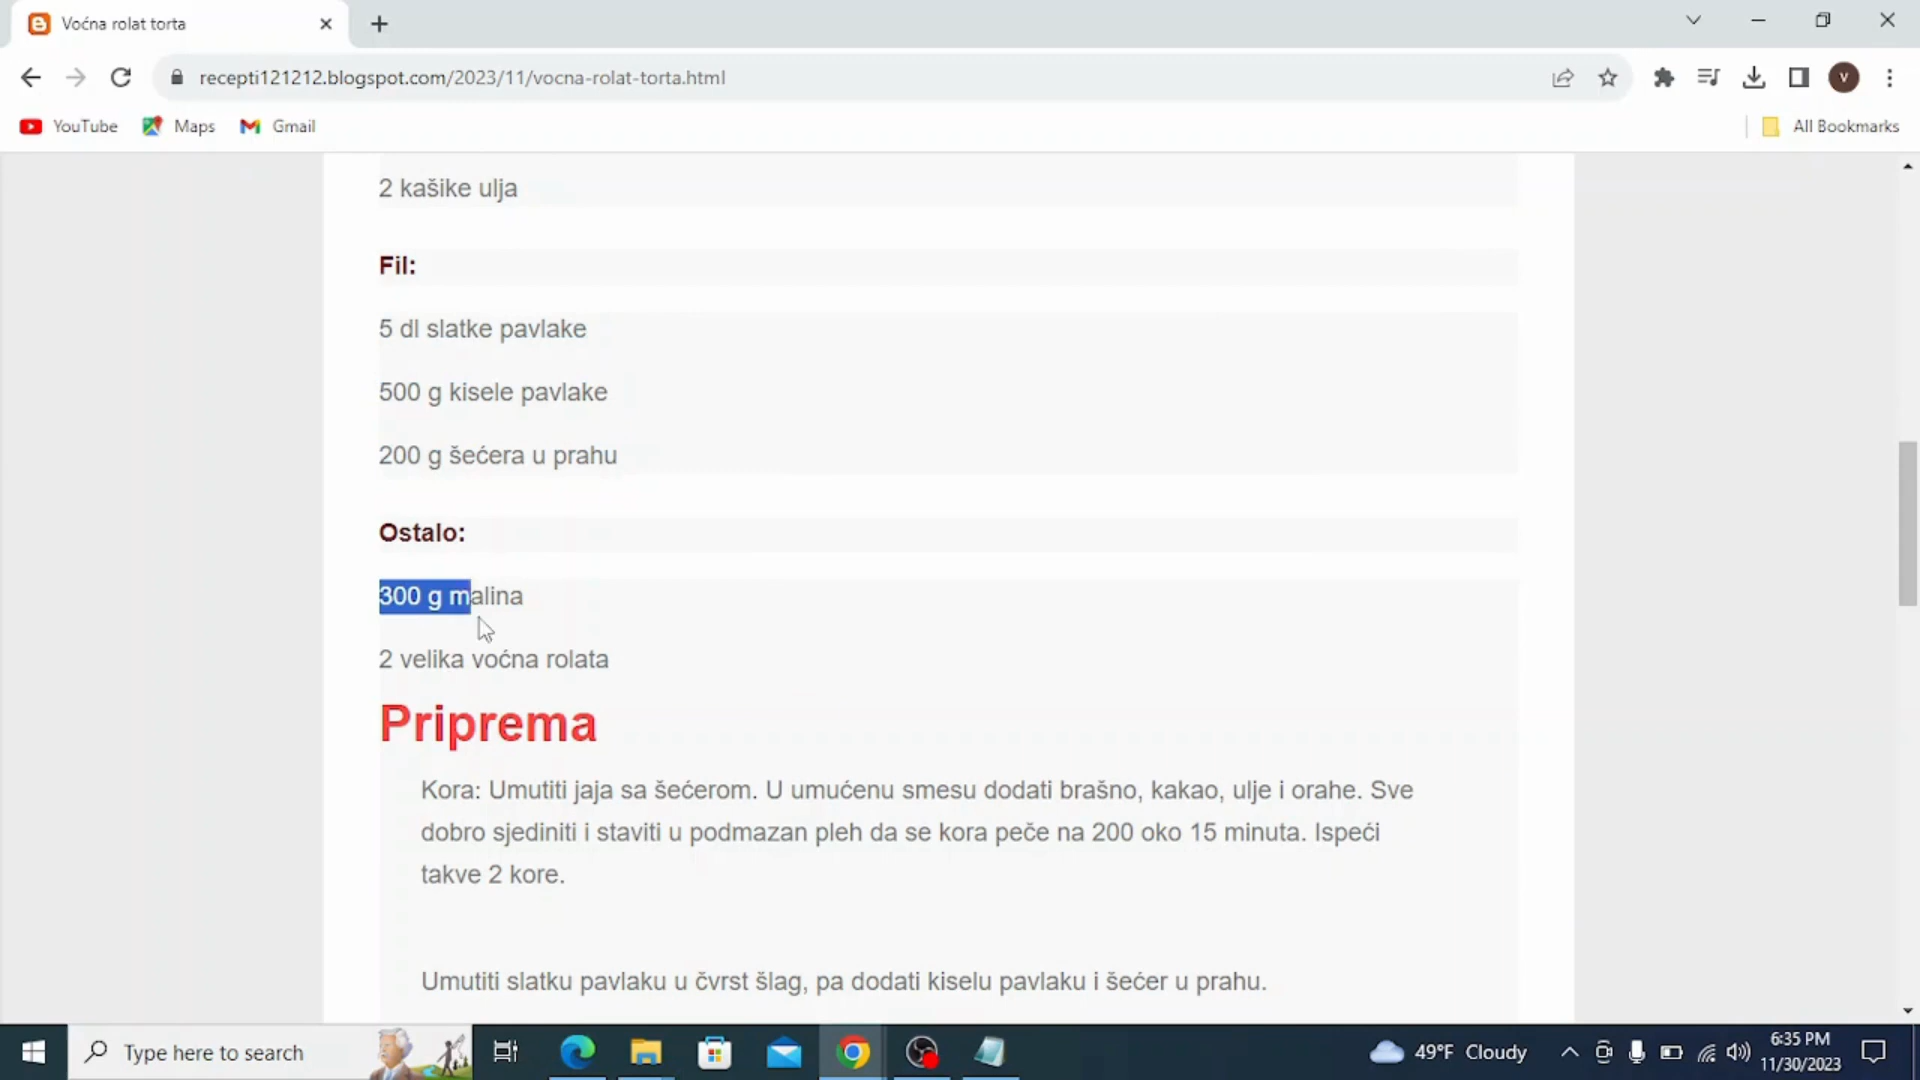 Voćna rolat torta
recepti121212.blogspot.com/2023/11/vocna-rolat-torta.html
V
YouTube
Maps
Gmail
All Bookmarks
2 kašike ulja
Fil:
5 dl slatke pavlake
500 g kisele pavlake
200 g šećera u prahu
Ostalo:
300 g malina
2 velika voćna rolata
Priprema
Kora: Umutiti jaja sa šećerom. U umućenu smesu dodati brašno, kakao, ulje i orahe. Sve
dobro sjediniti i staviti u podmazan pleh da se kora peče na 200 oko 15 minuta. Ispeći
takve 2 kore.
Umutiti slatku pavlaku u čvrst šlag, pa dodati kiselu pavlaku i šećer u prahu.
Type here to search
49°F Cloudy
6:35 PM
11/30/2023